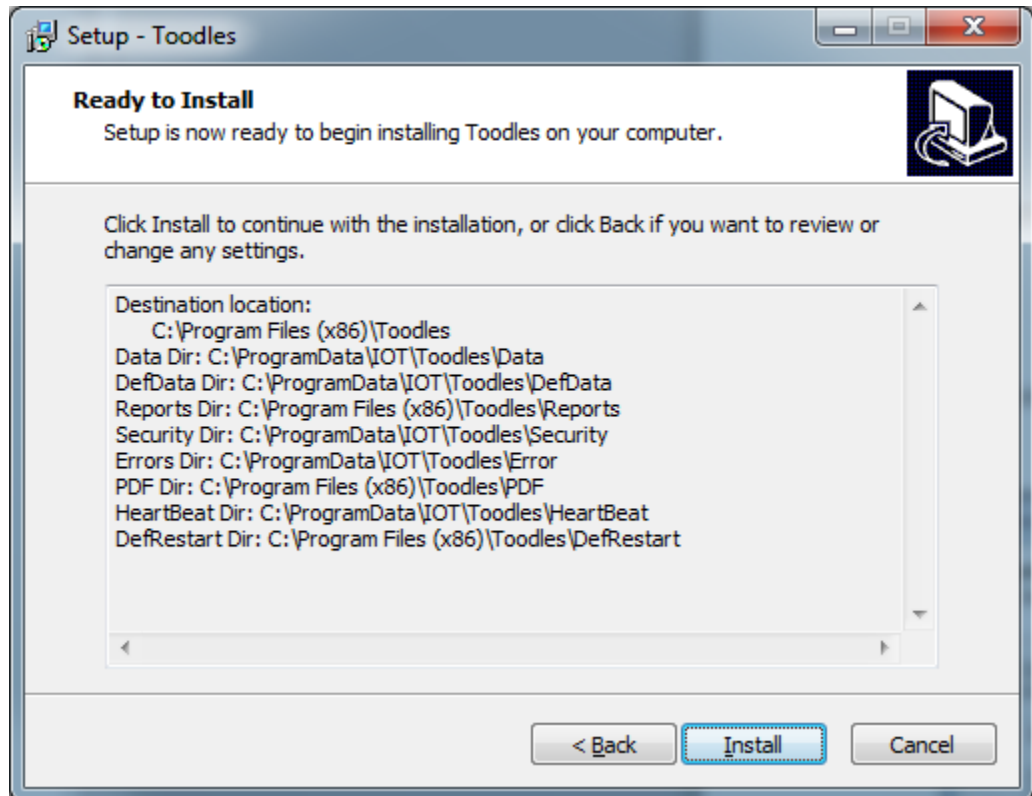 Setup - Toodles
Ready to Install
Setup is now ready to begin installing Toodles on your computer.
Click Install to continue with the installation, or click Back if you want to review or
change any settings.
Destination location:
C:\Program Files (x86)\Toodles
Data Dir: C:\ProgramData\IOT\Toodles\Data
DefData Dir: C:\ProgramData\IOT\Toodles\DefData
Reports Dir: C:\Program Files (x86)\Toodles\Reports
Security Dir: C:\ProgramData\IOT\Toodles\Security
Errors Dir: C:\ProgramData\IOT\Toodles\Error
PDF Dir: C:\Program Files (x86)\Toodles\PDF
HeartBeat Dir: C:\ProgramData\IOT\Toodles\HeartBeat
DefRestart Dir: C:\Program Files (x86)\Toodles\DefRestart
< Back Install Cancel